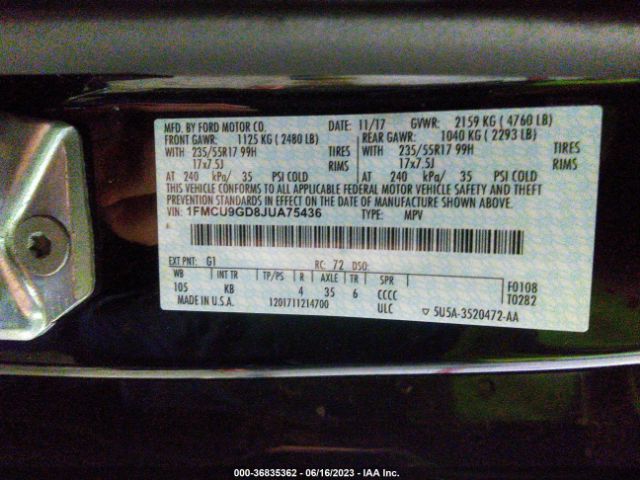 MFD. BY FORD MOTOR CO. DATE: 11/17 GVWR: 2159 KG ( 4760 LB)
FRONT GAWR: 1125 KG ( 2480 LB) REAR GAWR: 1040 KG ( 2293 LB)
WITH 235/55R17 99H TIRES WITH 235/55R17 99H TIRES
17x7.5J RIMS 17x7.5J RIMS
AT 240 kPa/ 35 PSI COLD AT 240 kPa/ 35 PSI COLD
THIS VEHICLE CONFORMS TO ALL APPLICABLE FEDERAL MOTOR VEHICLE SAFETY AND THEFT
PREVENTION STANDARDS IN EFFECT ON THE DATE OF MANUFACTURE SHOWN ABOVE.
VIN: 1FMCU9GD8JUA75436 TYPE: MPV
EXT PNT: G1 RC: 72 DSO:
WB INT TR TP/PS R AXLE TR SPR F0108
105 KB 4 35 6 CCCC T0282
MADE IN U.S.A. 1201711214700 ULC 5U5A-3520472-AA
000-36835362 - 06/16/2023 - IAA Inc.